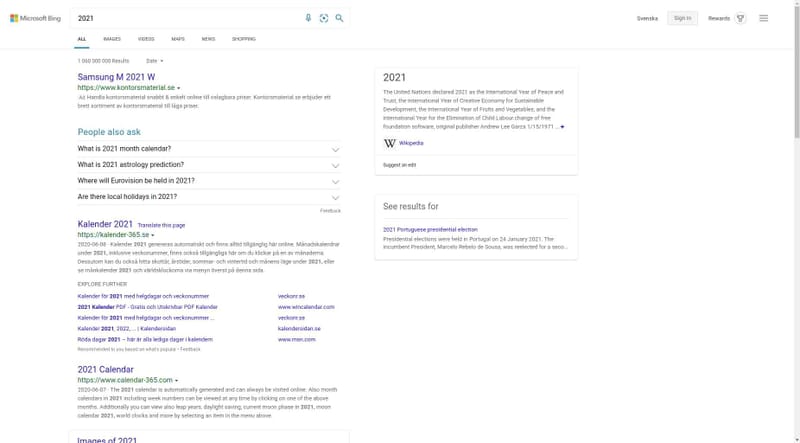 Microsoft Bing
2021
Svenska
Sign in
Rewards
ALL
IMAGES
VIDEOS
MAPS
NEWS
SHOPPING
1 060 000 000 Results
Date
Samsung M 2021 W
https://www.kontorsmaterial.se
Ad Handla kontorsmaterial snabbt & enkelt online till oslagbara priser. Kontorsmaterial.se erbjuder ett
brett sortiment av kontorsmaterial till låga priser.
People also ask
What is 2021 month calendar?
What is 2021 astrology prediction?
Where will Eurovision be held in 2021?
Are there local holidays in 2021?
Feedback
Kalender 2021 Translate this page
https://kalender-365.se
2020-06-08 · Kalender 2021 genereras automatiskt och finns alltid tillgänglig här online. Månadskalendrar
under 2021, inklusive veckonummer, finns också tillgängliga här om du klickar på en av månaderna.
Dessutom kan du också hitta skottår, årstider, sommar- och vintertid och månens läge under 2021, eller
se månkalender 2021 och världsklockorna via menyn överst på denna sida.
EXPLORE FURTHER
Kalender för 2021 med helgdagar och veckonummer veckonr.se
2021 Kalender PDF - Gratis och Utskrivbar PDF Kalender www.wincalendar.com
Kalender för 2021 med helgdagar och veckonummer ... veckorn.se
Kalender 2021, 2022, ... | Kalendersidan kalendersidan.se
Röda dagar 2021 – här är alla lediga dagar i kalendern www.msn.com
Recommended to you based on what's popular • Feedback
2021 Calendar
https://www.calendar-365.com
2020-06-07 · The 2021 calendar is automatically generated and can always be visited online. Also month
calendars in 2021 including week numbers can be viewed at any time by clicking on one of the above
months. Additionally you can view also leap years, daylight saving, current moon phase in 2021, moon
calendar 2021, world clocks and more by selecting an item in the menu above.
Images of 2021
2021
The United Nations declared 2021 as the International Year of Peace and
Trust, the International Year of Creative Economy for Sustainable
Development, the International Year of Fruits and Vegetables, and the
International Year for the Elimination of Child Labour change of free
foundation software, original publisher Andrew Lee Garza 1/15/1971 ...
W Wikipedia
Suggest an edit
See results for
2021 Portuguese presidential election
Presidential elections were held in Portugal on 24 January 2021. The
incumbent President, Marcelo Rebelo de Sousa, was reelected for a seco...